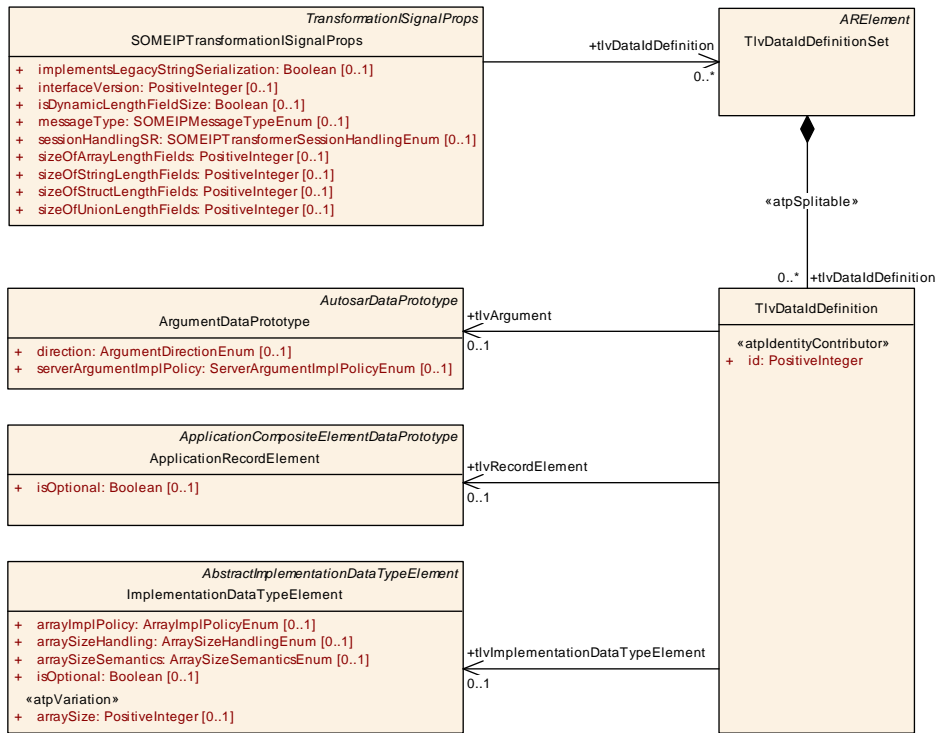 TransformationISignalProps
SOMEIPTransformationISignalProps
+ implementsLegacyStringSerialization: Boolean [0..1]
+ interfaceVersion: PositiveInteger [0..1]
+ isDynamicLengthFieldSize: Boolean [0..1]
+ messageType: SOMEIPMessageTypeEnum [0..1]
+ sessionHandlingSR: SOMEIPTransformerSessionHandlingEnum [0..1]
+ sizeOfArrayLengthFields: PositiveInteger [0..1]
+ sizeOfStringLengthFields: PositiveInteger [0..1]
+ sizeOfStructLengthFields: PositiveInteger [0..1]
+ sizeOfUnionLengthFields: PositiveInteger [0..1]
+tlvDataIdDefinition
0..*
ARElement
TlvDataIdDefinitionSet
«atpSplitable»
0..* +tlvDataIdDefinition
AutosarDataPrototype
ArgumentDataPrototype
+ direction: ArgumentDirectionEnum [0..1]
+ serverArgumentImplPolicy: ServerArgumentImplPolicyEnum [0..1]
+tlvArgument
0..1
TlvDataIdDefinition
«atpIdentityContributor»
+ id: PositiveInteger
ApplicationCompositeElementDataPrototype
ApplicationRecordElement
+ isOptional: Boolean [0..1]
+tlvRecordElement
0..1
AbstractImplementationDataTypeElement
ImplementationDataTypeElement
+ arrayImplPolicy: ArrayImplPolicyEnum [0..1]
+ arraySizeHandling: ArraySizeHandlingEnum [0..1]
+ arraySizeSemantics: ArraySizeSemanticsEnum [0..1]
+ isOptional: Boolean [0..1]
«atpVariation»
+ arraySize: PositiveInteger [0..1]
+tlvImplementationDataTypeElement
0..1